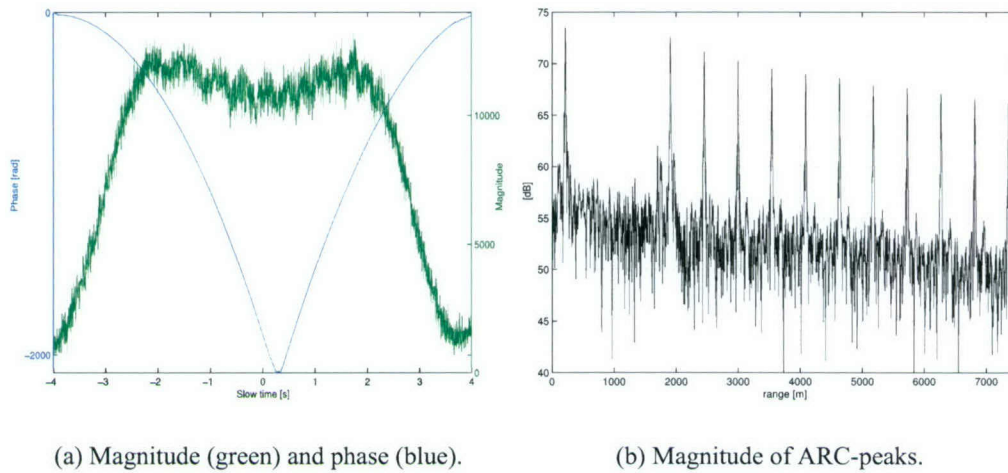 0
−2000
Phase [rad]
10000
5000
0
Magnitude
−4 −3 −2 −1 0 1 2 3 4
Slow time [s]
75
70
65
60
55
50
45
40
[dB]
0 1000 2000 3000 4000 5000 6000 7000
range [m]
(a) Magnitude (green) and phase (blue).
(b) Magnitude of ARC-peaks.